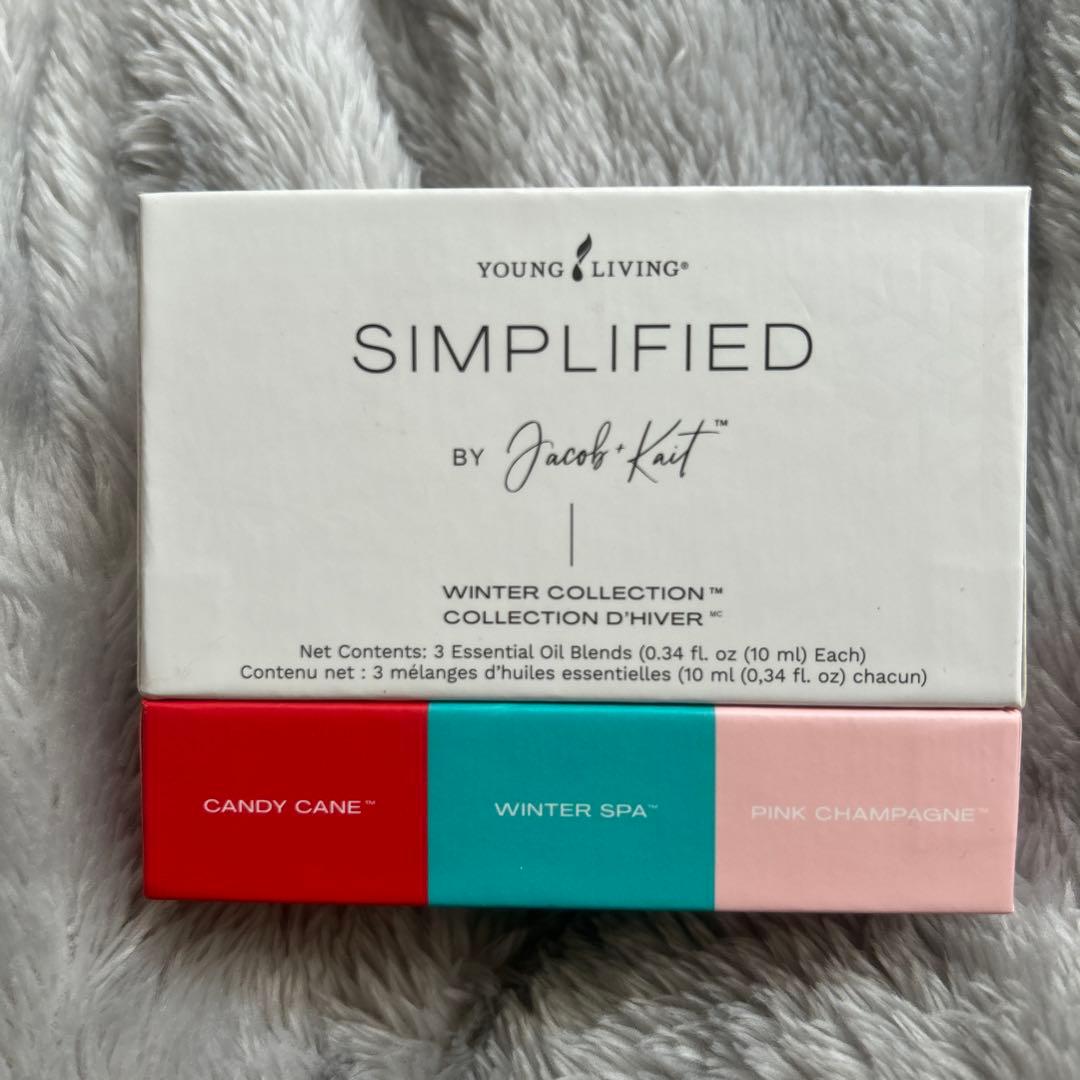 YOUNG LIVING®
SIMPLIFIED
BY Jacob + Kait™
WINTER COLLECTION™
COLLECTION D'HIVER MC
Net Contents: 3 Essential Oil Blends (0.34 fl. oz (10 ml) Each)
Contenu net : 3 mélanges d'huiles essentielles (10 ml (0,34 fl. oz) chacun)
CANDY CANE™
WINTER SPA™
PINK CHAMPAGNE™